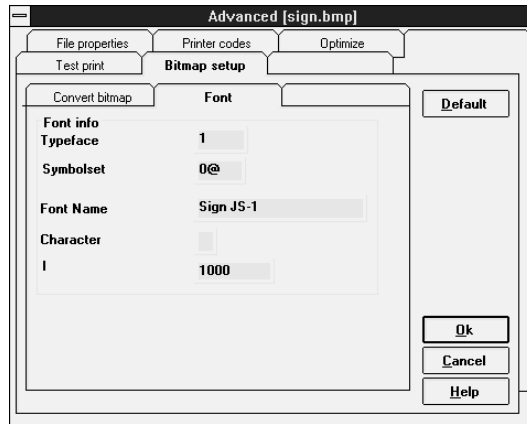 Advanced [sign.bmp]
File properties Printer codes Optimize
Test print Bitmap setup
Convert bitmap Font
Default
Font info
Typeface 1
Symbolset 0@
Font Name Sign JS-1
Character
I 1000
Ok
Cancel
Help